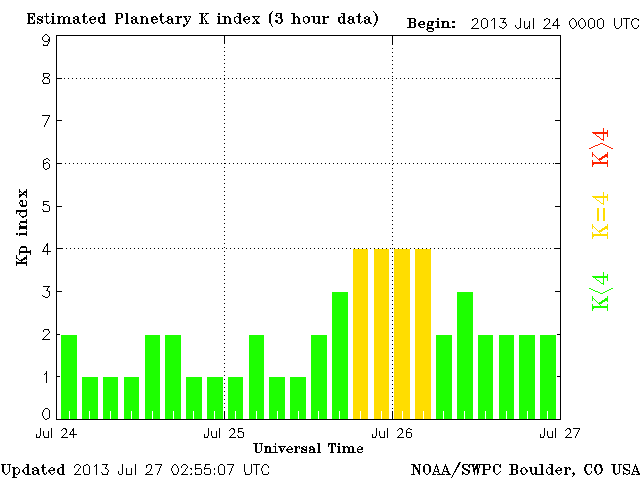 Estimated Planetary K index (3 hour data)
Begin: 2013 Jul 24 0000 UTC
9
8
7
6
5
4
3
2
1
0
Kp index
Jul 24
Jul 25
Jul 26
Jul 27
Universal Time
K>4
K=4
K<4
Updated 2013 Jul 27 02:55:07 UTC
NOAA/SWPC Boulder, CO USA